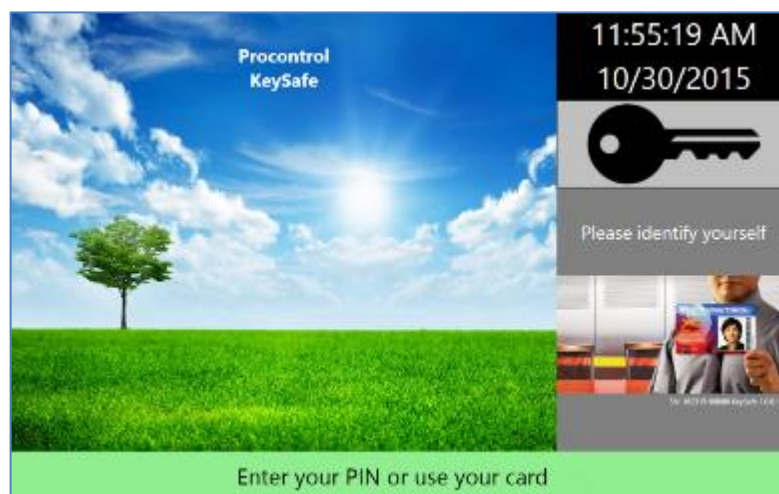 Procontrol
KeySafe
11:55:19 AM
10/30/2015
Please identify yourself
Enter your PIN or use your card